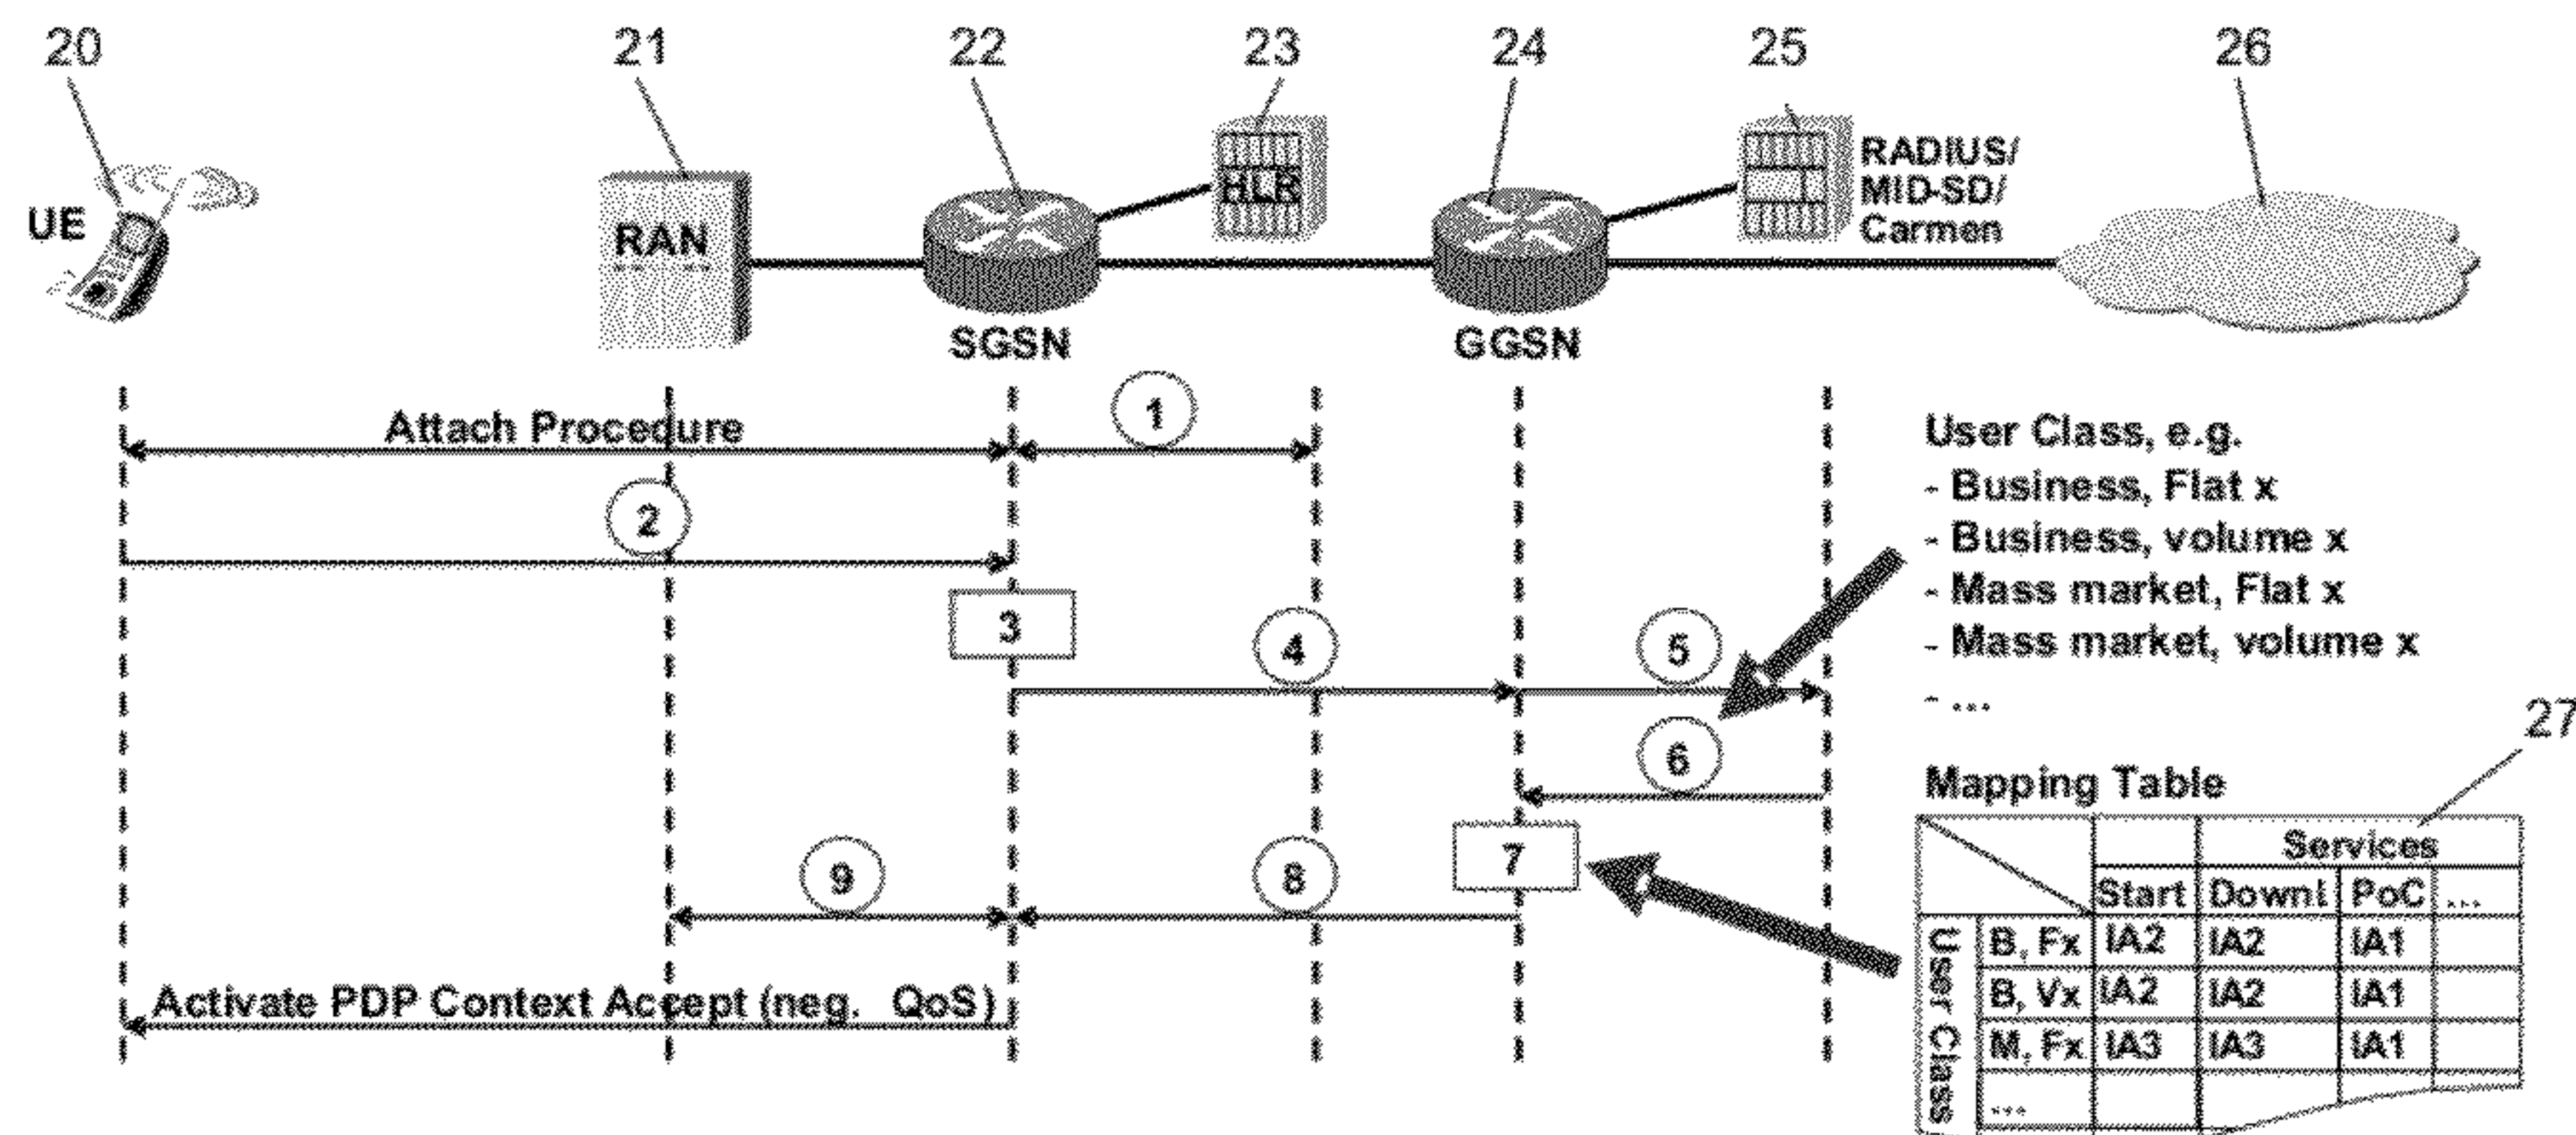 20 21 22 23 24 25 26
UE
RAN
HLR
RADIUS/
MID-SD/
Carmen
SGSN
GGSN
Attach Procedure
1
2
3
4
5
6
7
8
9
Activate PDP Context Accept (neg. QoS)
User Class, e.g.
- Business, Flat x
- Business, volume x
- Mass market, Flat x
- Mass market, volume x
- ...
27
Mapping Table
Services
Start Downl PoC ...
User Class
B, Fx IA2 IA2 IA1
B, Vx IA2 IA2 IA1
M, Fx IA3 IA3 IA1
...